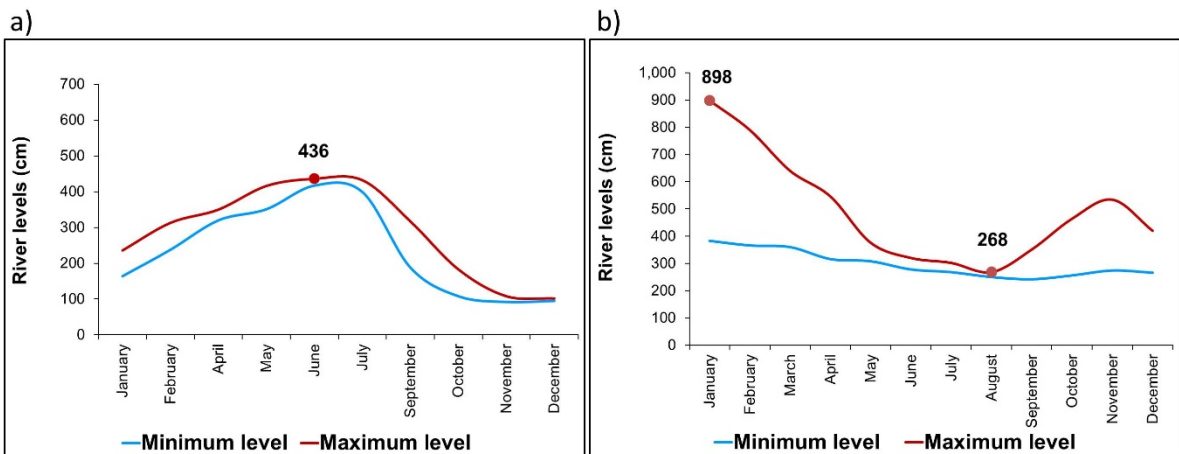 a)
River levels (cm)
700
600
500
400
300
200
100
0
436
January
February
April
May
June
July
September
October
November
December
Minimum level
Maximum level
b)
River levels (cm)
1,000
900
800
700
600
500
400
300
200
100
0
898
268
January
February
March
April
May
June
July
August
September
October
November
December
Minimum level
Maximum level